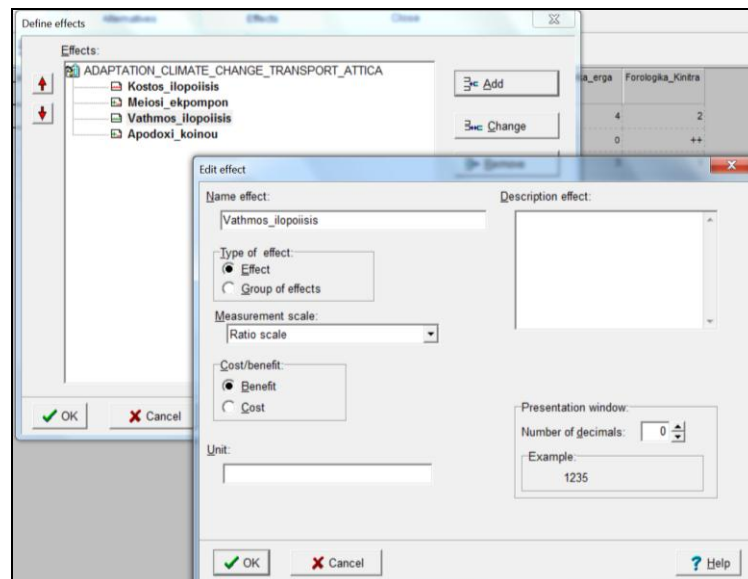 Define effects
Alternatives Effects Close
Effects:
ADAPTATION_CLIMATE_CHANGE_TRANSPORT_ATTICA
Kostos_ilopoiisis
Meiosi_ekpompon
Vathmos_ilopoiisis
Apodoxi_koinou
Add
Change
Remove
OK
Cancel
ka_erga Forologika_Kinitra
4 2
0 ++
Edit effect
Name effect:
Vathmos_ilopoiisis
Type of effect:
Effect
Group of effects
Measurement scale:
Ratio scale
Cost/benefit:
Benefit
Cost
Unit:
Description effect:
Presentation window:
Number of decimals: 0
Example:
1235
OK
Cancel
? Help